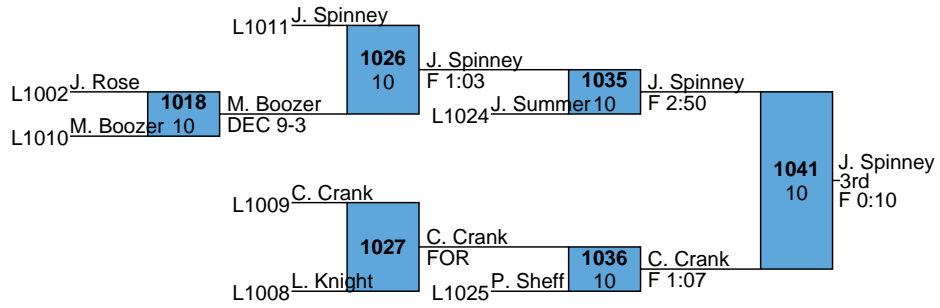 J. Spinney
L1011
1026
10
J. Spinney
F 1:03
J. Rose
L1002
1018
10
M. Boozer
L1010
M. Boozer
DEC 9-3
1035
10
J. Summer
L1024
J. Spinney
F 2:50
1041
10
J. Spinney
3rd
F 0:10
C. Crank
L1009
1027
L. Knight
L1008
C. Crank
FOR
1036
10
P. Sheff
L1025
C. Crank
F 1:07